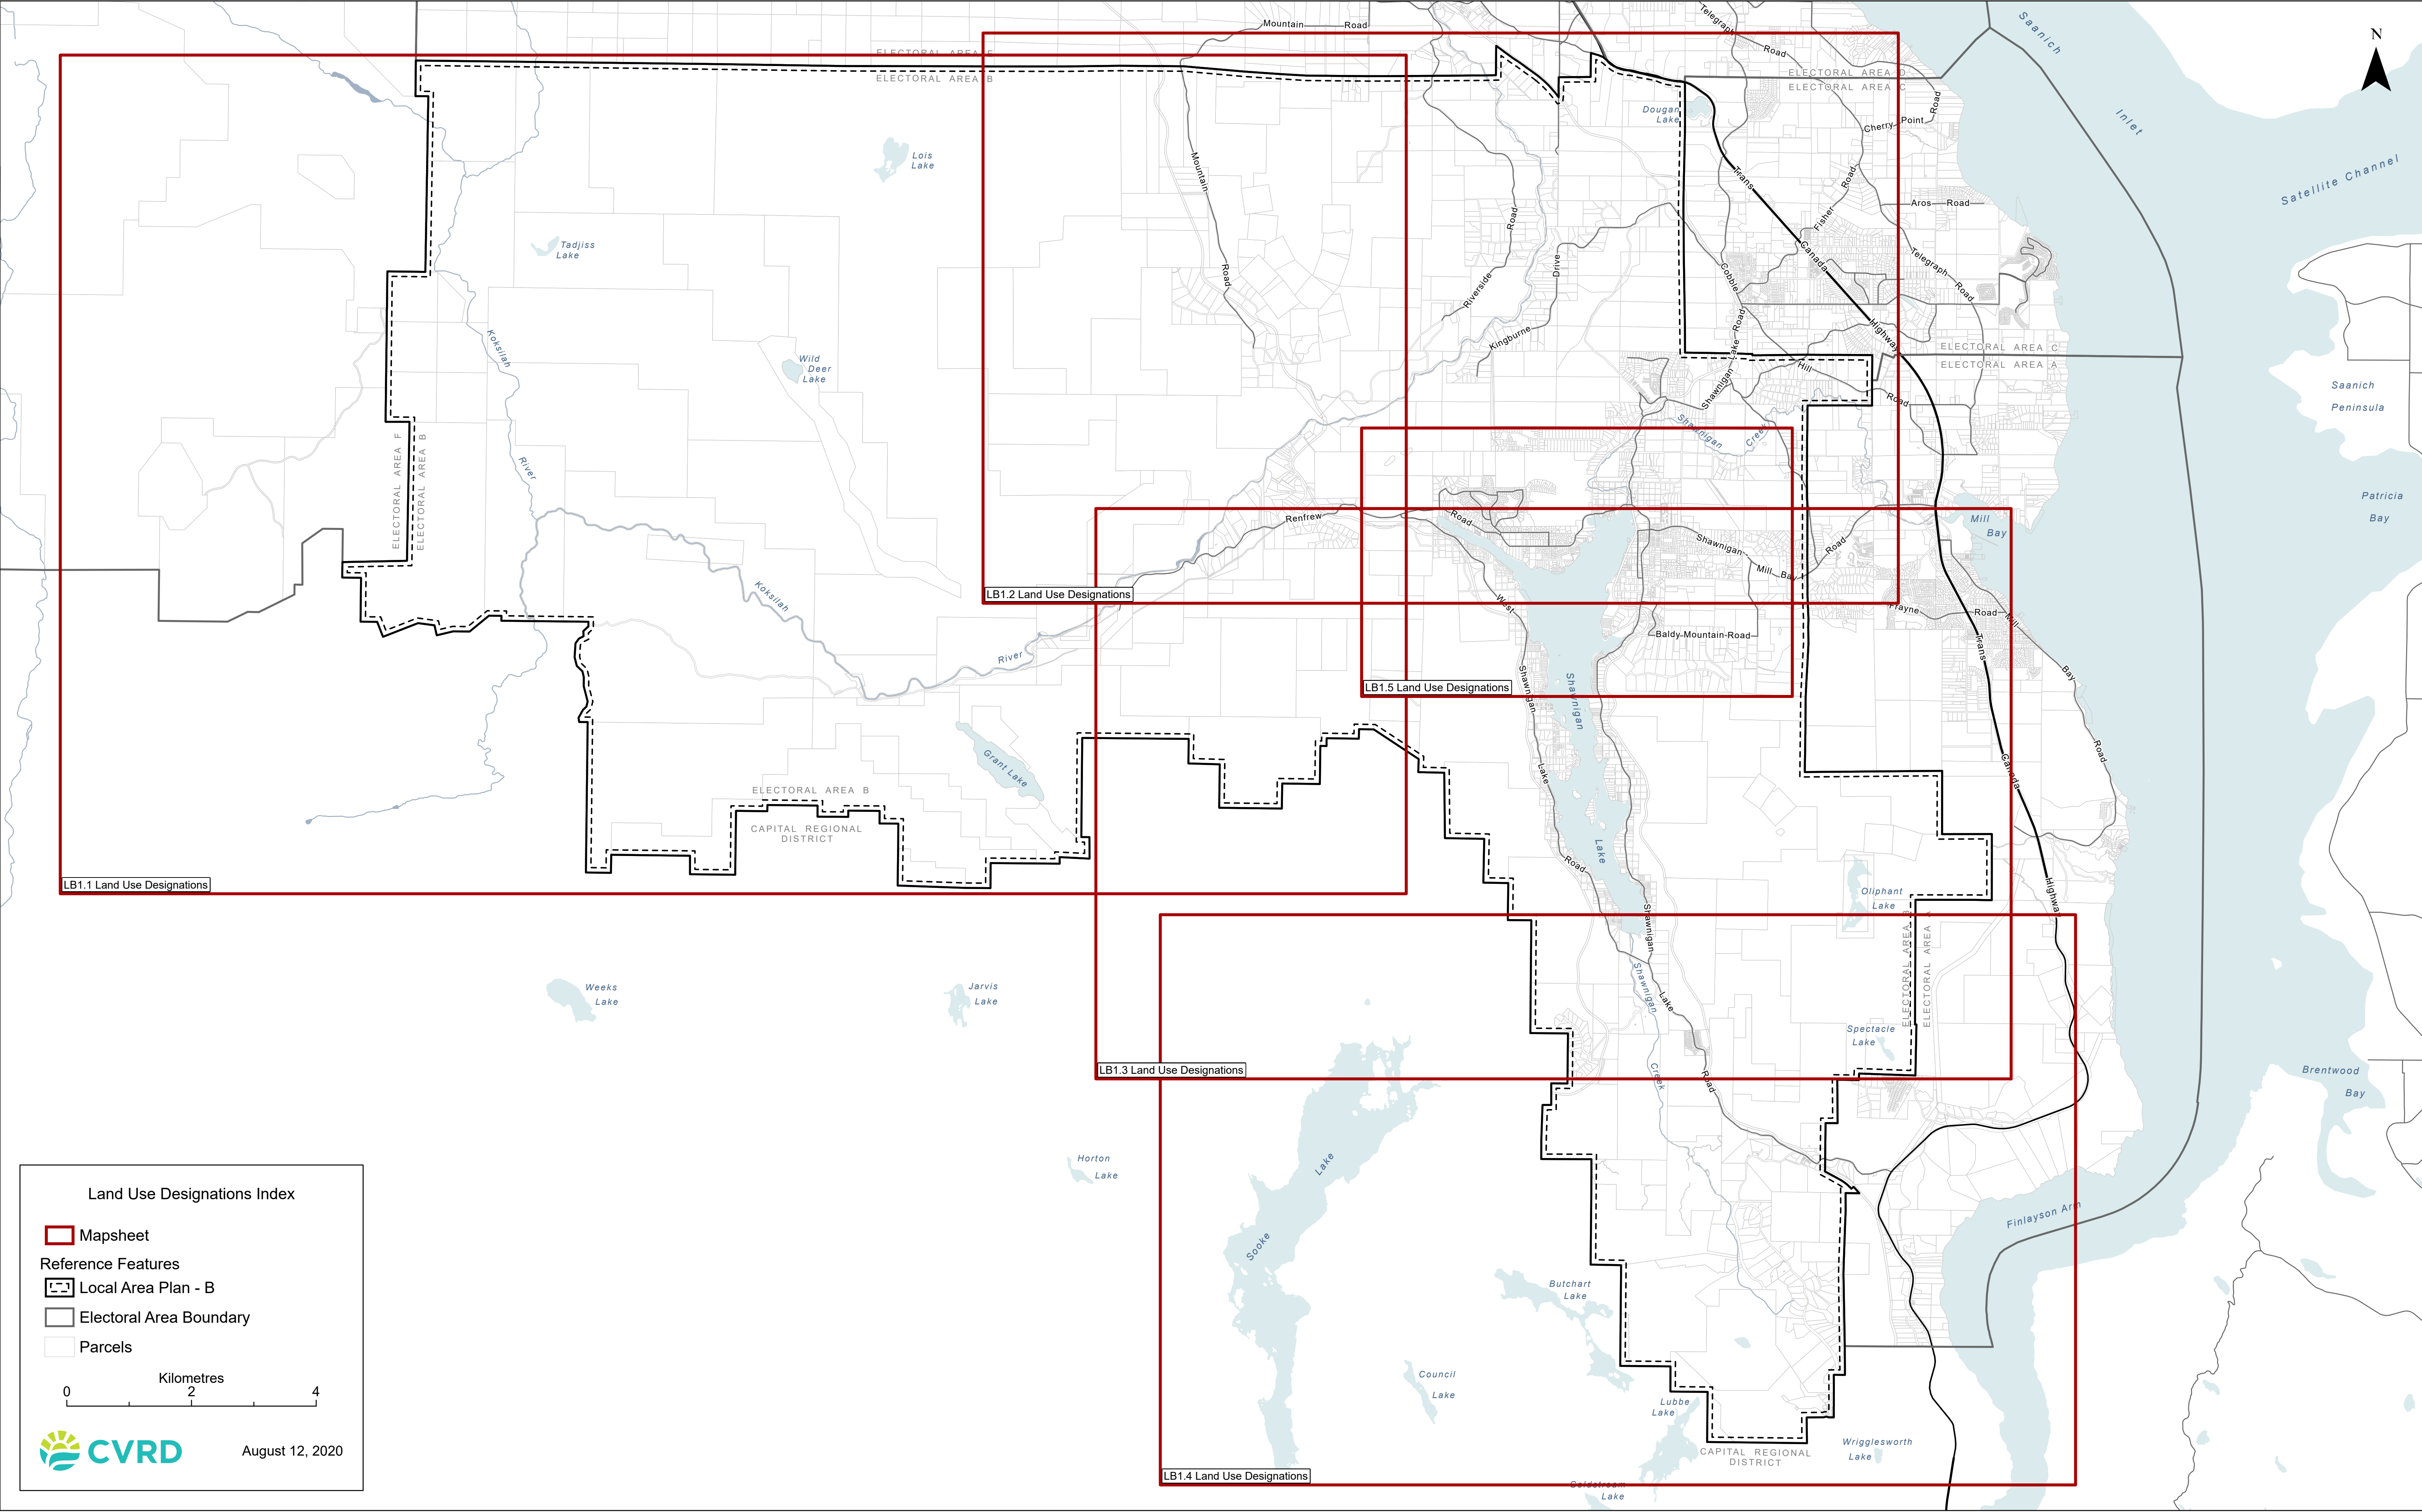 Mountain Road
Telegraph Road
Saanich Inlet
N
ELECTORAL AREA E
ELECTORAL AREA B
ELECTORAL AREA D
ELECTORAL AREA C
Dougan
Lake
Cherry Point Road
Satellite Channel
Lois
Lake
Mountain Road
Trans Canada Highway
Fisher Road
Aros Road
Tadjiss
Lake
Riverside Road
Kingburne Drive
Cobble Hill Road
Telegraph Road
Koksilah River
Wild
Deer
Lake
Shawnigan Lake Road
ELECTORAL AREA C
ELECTORAL AREA A
Saanich
Peninsula
Shawnigan Creek
ELECTORAL AREA F
ELECTORAL AREA B
Patricia
Bay
Renfrew Road
Mill
Bay
Shawnigan Mill Bay Road
Koksilah River
LB1.2 Land Use Designations
West Shawnigan Lake Road
Frayne Road
Mill Bay Road
Baldy Mountain Road
Trans Canada Highway
LB1.5 Land Use Designations
Shawnigan Lake
Grant Lake
ELECTORAL AREA B
CAPITAL REGIONAL
DISTRICT
LB1.1 Land Use Designations
Oliphant
Lake
Shawnigan Lake Road
ELECTORAL AREA B
ELECTORAL AREA A
Weeks
Lake
Jarvis
Lake
Shawnigan Creek
Spectacle
Lake
LB1.3 Land Use Designations
Brentwood
Bay
Horton
Lake
Sooke Lake
Finlayson Arm
Butchart
Lake
Council
Lake
Lubbe
Lake
Wrigglesworth
Lake
CAPITAL REGIONAL
DISTRICT
LB1.4 Land Use Designations
Goldstream
Lake
Land Use Designations Index
Mapsheet
Reference Features
Local Area Plan - B
Electoral Area Boundary
Parcels
Kilometres
0 2 4
CVRD
August 12, 2020